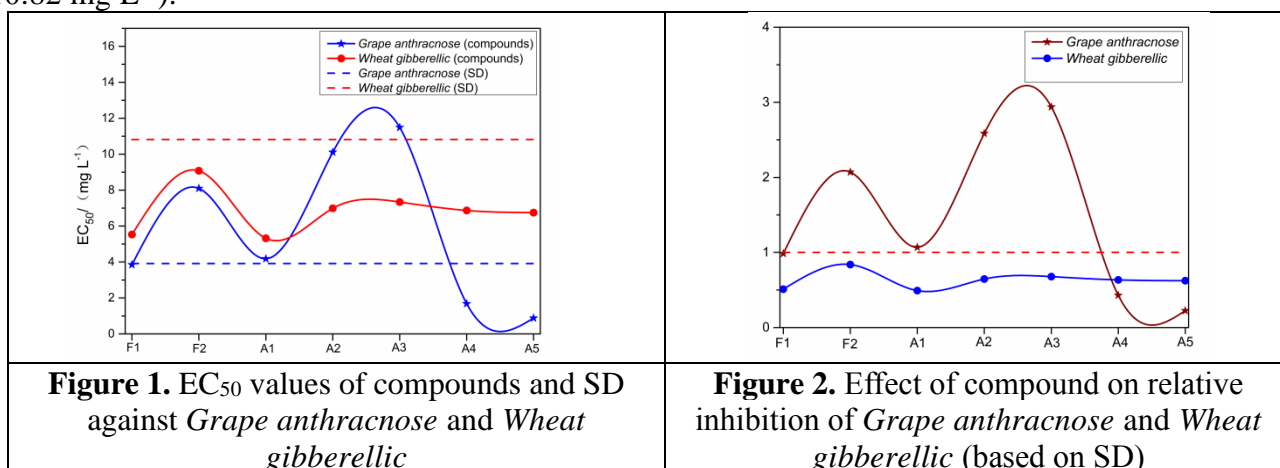 10.82 mg L⁻¹).
16
14
12
10
8
6
4
2
0
EC₅₀/（mg L⁻¹）
Grape anthracnose (compounds)
Wheat gibberellic (compounds)
Grape anthracnose (SD)
Wheat gibberellic (SD)
F1 F2 A1 A2 A3 A4 A5
4
3
2
1
0
Grape anthracnose
Wheat gibberellic
F1 F2 A1 A2 A3 A4 A5
Figure 1. EC₅₀ values of compounds and SD
against Grape anthracnose and Wheat
gibberellic
Figure 2. Effect of compound on relative
inhibition of Grape anthracnose and Wheat
gibberellic (based on SD)